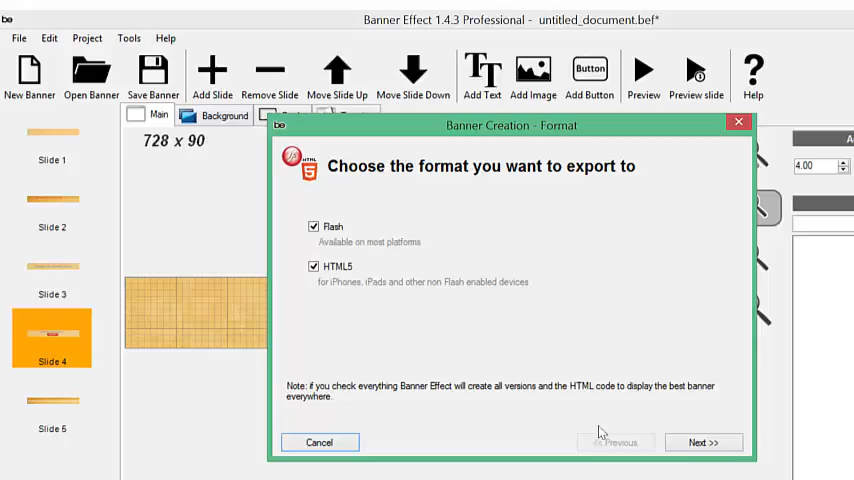 be
Banner Effect 1.4.3 Professional - untitled_document.bef*
File Edit Project Tools Help
New Banner Open Banner Save Banner Add Slide Remove Slide Move Slide Up Move Slide Down Add Text Add Image Button Add Button Preview Preview slide Help
Main Background
728 x 90
Slide 1
Slide 2
Slide 3
Slide 4
Slide 5
be Banner Creation - Format
HTML 5 Choose the format you want to export to
Flash
Available on most platforms
HTML5
for iPhones, iPads and other non Flash enabled devices
Note: if you check everything Banner Effect will create all versions and the HTML code to display the best banner
everywhere.
Cancel << Previous Next >>
4.00